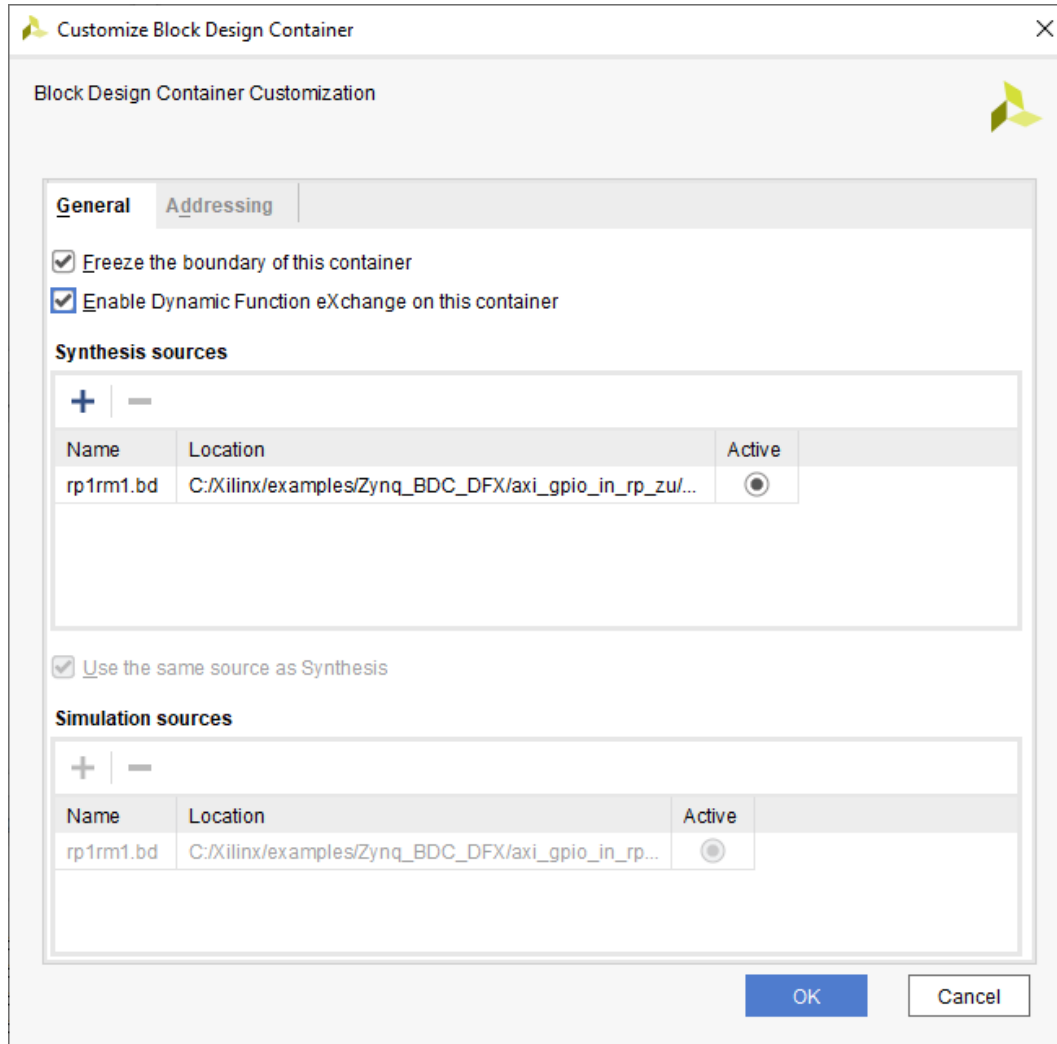 Customize Block Design Container
Block Design Container Customization
General Addressing
Freeze the boundary of this container
Enable Dynamic Function eXchange on this container
Synthesis sources
Name Location Active
rp1rm1.bd C:/Xilinx/examples/Zynq_BDC_DFX/axi_gpio_in_rp_zu/...
Use the same source as Synthesis
Simulation sources
Name Location Active
rp1rm1.bd C:/Xilinx/examples/Zynq_BDC_DFX/axi_gpio_in_rp...
OK Cancel